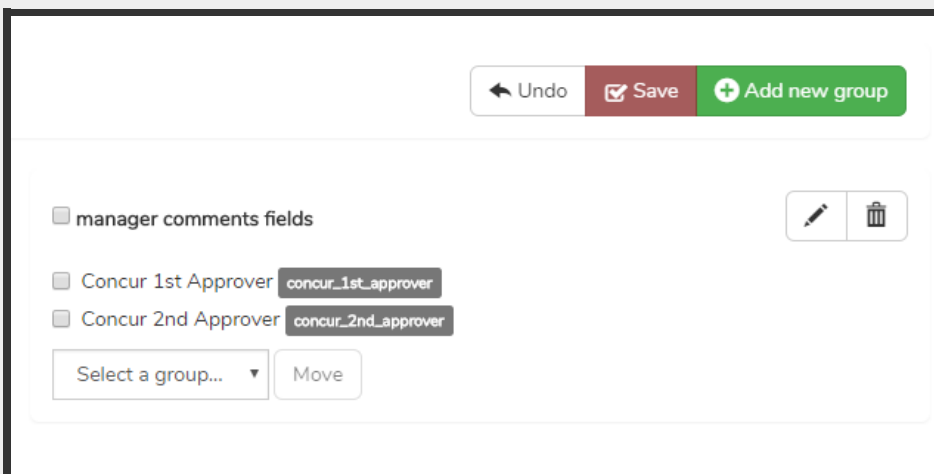 Undo Save Add new group
manager comments fields
Concur 1st Approver concur_1st_approver
Concur 2nd Approver concur_2nd_approver
Select a group... Move